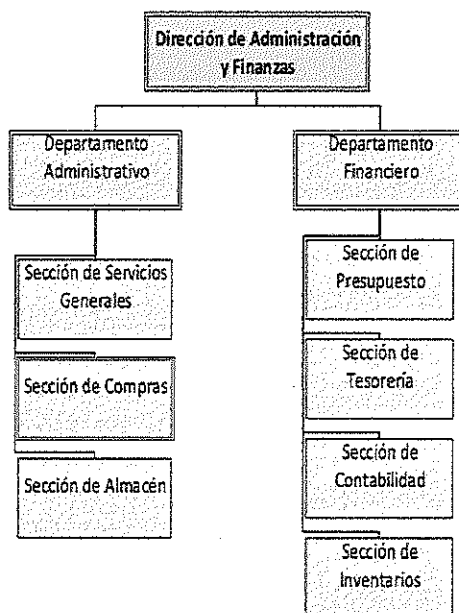 Dirección de Administración
y Finanzas
Departamento
Administrativo
Departamento
Financiero
Sección de Servicios
Generales
Sección de Compras
Sección de Almacén
Sección de
Presupuesto
Sección de
Tesorería
Sección de
Contabilidad
Sección de
Inventarios